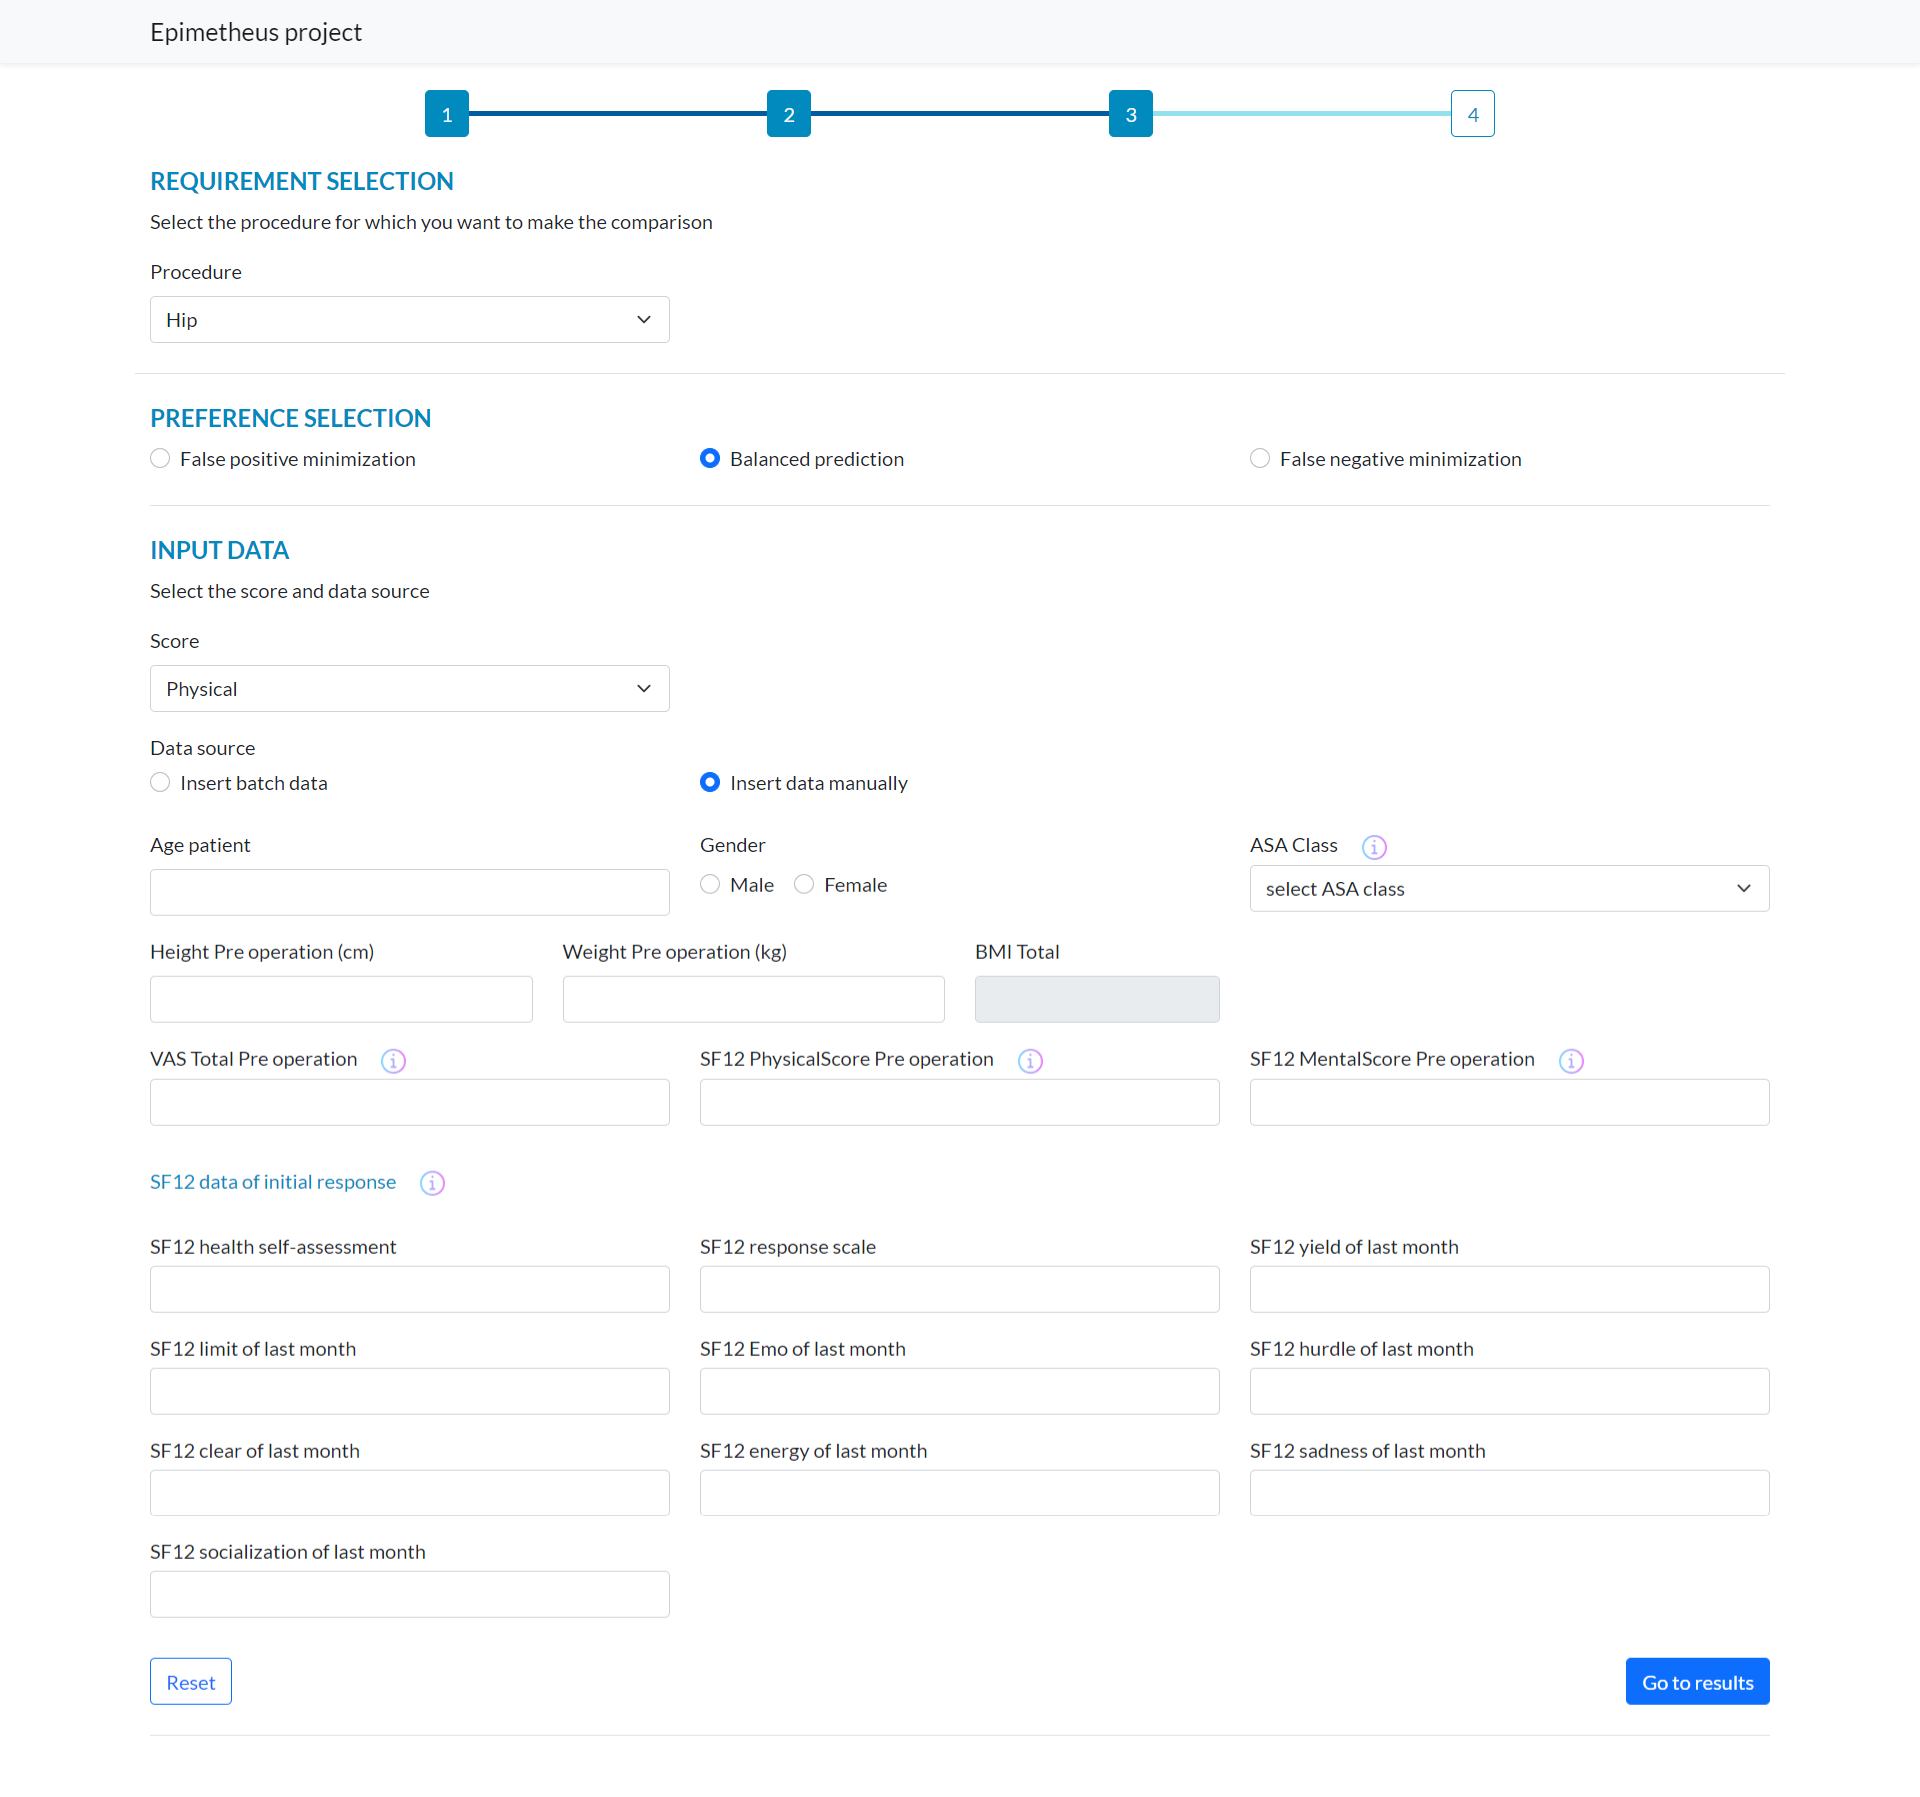 Epimetheus project
1 2 3 4
REQUIREMENT SELECTION
Select the procedure for which you want to make the comparison
Procedure
Hip
PREFERENCE SELECTION
False positive minimization Balanced prediction False negative minimization
INPUT DATA
Select the score and data source
Score
Physical
Data source
Insert batch data Insert data manually
Age patient Gender ASA Class i
Male Female select ASA class
Height Pre operation (cm) Weight Pre operation (kg) BMI Total
VAS Total Pre operation i SF12 PhysicalScore Pre operation i SF12 MentalScore Pre operation i
SF12 data of initial response i
SF12 health self-assessment SF12 response scale SF12 yield of last month
SF12 limit of last month SF12 Emo of last month SF12 hurdle of last month
SF12 clear of last month SF12 energy of last month SF12 sadness of last month
SF12 socialization of last month
Reset Go to results